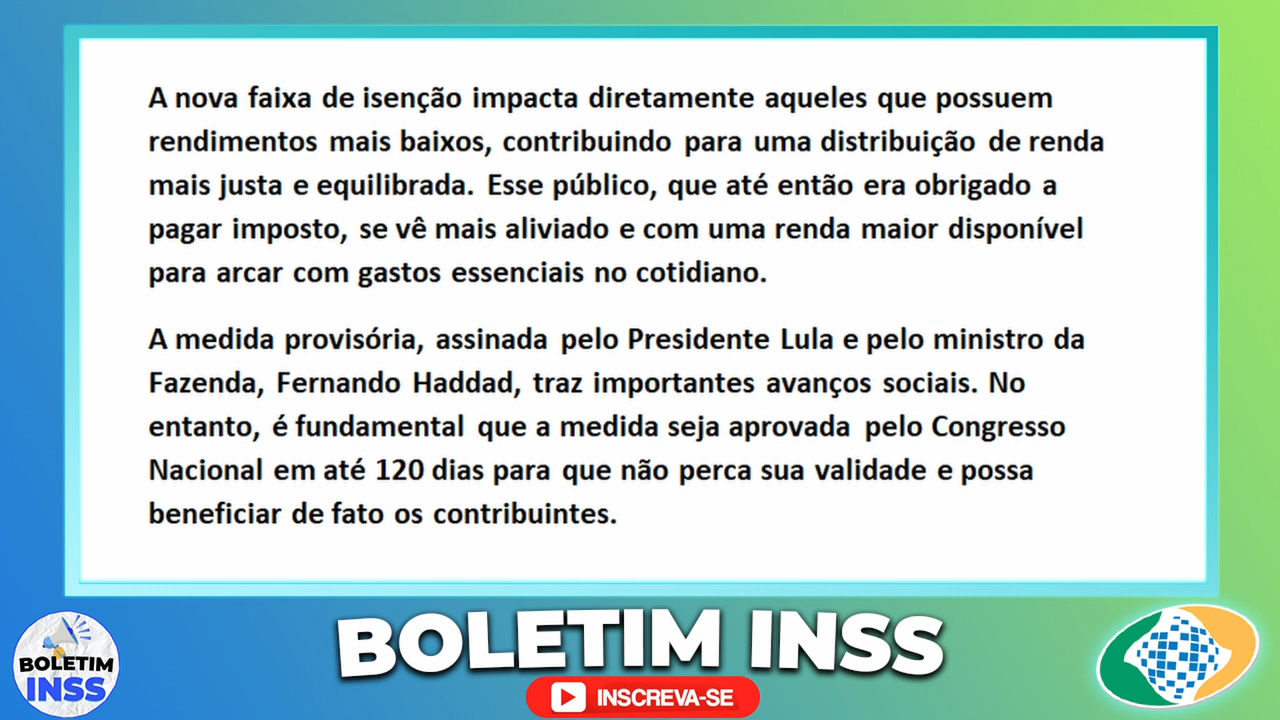 A nova faixa de isenção impacta diretamente aqueles que possuem
rendimentos mais baixos, contribuindo para uma distribuição de renda
mais justa e equilibrada. Esse público, que até então era obrigado a
pagar imposto, se vê mais aliviado e com uma renda maior disponível
para arcar com gastos essenciais no cotidiano.
A medida provisória, assinada pelo Presidente Lula e pelo ministro da
Fazenda, Fernando Haddad, traz importantes avanços sociais. No
entanto, é fundamental que a medida seja aprovada pelo Congresso
Nacional em até 120 dias para que não perca sua validade e possa
beneficiar de fato os contribuintes.
BOLETIM INSS
INSCREVA-SE
BOLETIM
INSS